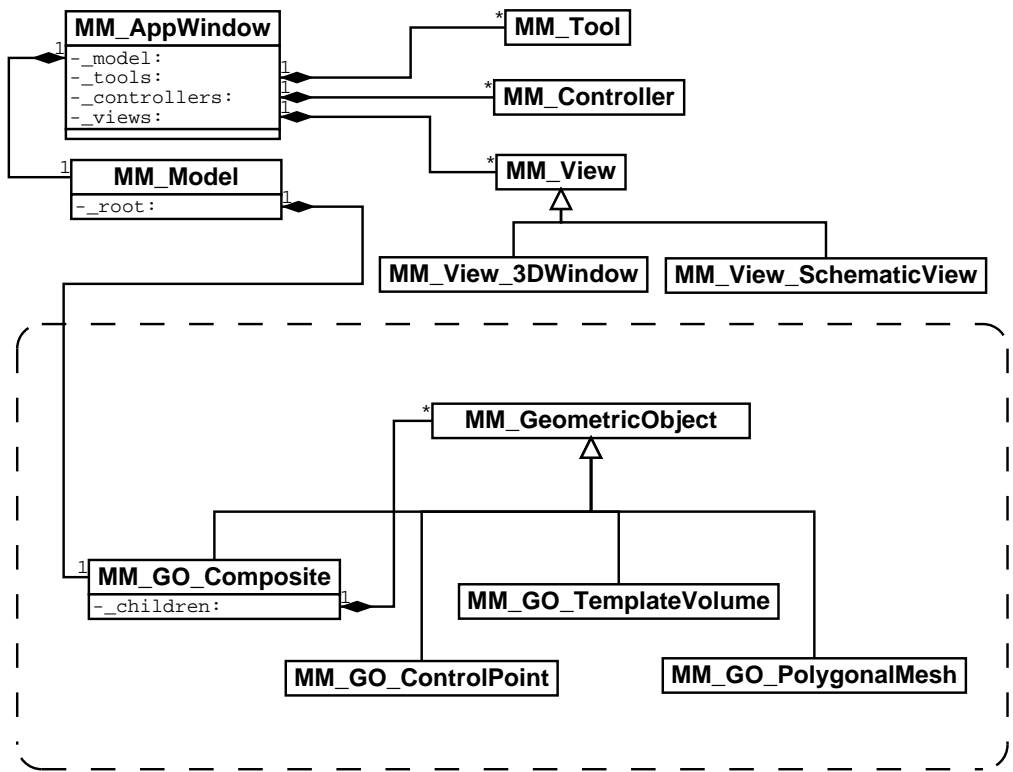 MM_AppWindow
-_model:
-_tools:
-_controllers:
-_views:
1
1
1
1
*
MM_Tool
*
MM_Controller
*
MM_View
1
MM_Model
-_root:
1
MM_View_3DWindow
MM_View_SchematicView
*
MM_GeometricObject
1
MM_GO_Composite
-_children:
1
MM_GO_TemplateVolume
MM_GO_ControlPoint
MM_GO_PolygonalMesh